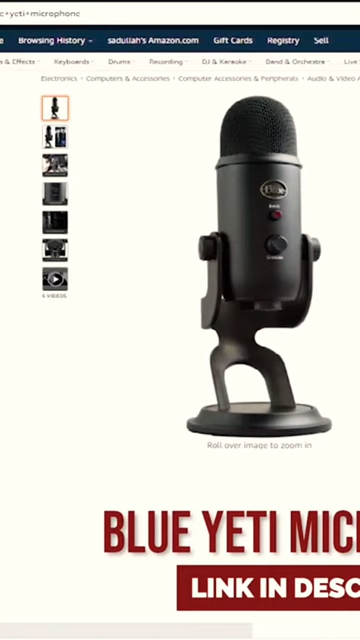 c+yeti+microphone
e Browsing History sadullah's Amazon.com Gift Cards Registry Sell
s & Effects Keyboards Drums Recording DJ & Karaoke Band & Orchestra Live
Electronics › Computers & Accessories › Computer Accessories & Peripherals › Audio & Video A
Blue
6 VIDEOS
Roll over image to zoom in
BLUE YETI MIC
LINK IN DESC